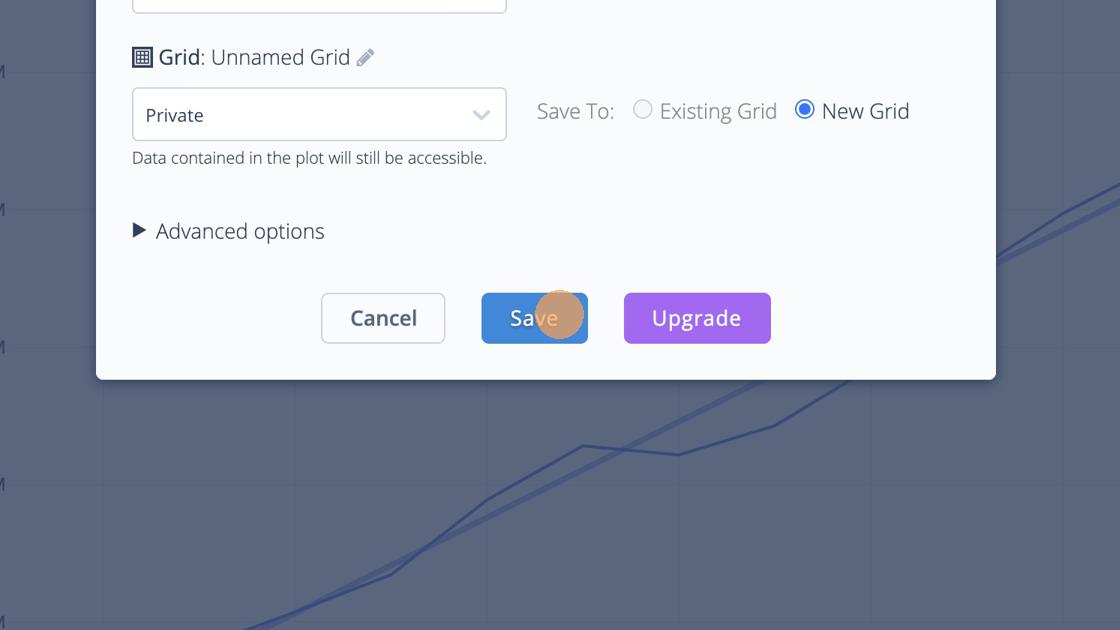 Grid: Unnamed Grid
Private
Save To: Existing Grid New Grid
Data contained in the plot will still be accessible.
Advanced options
Cancel Save Upgrade